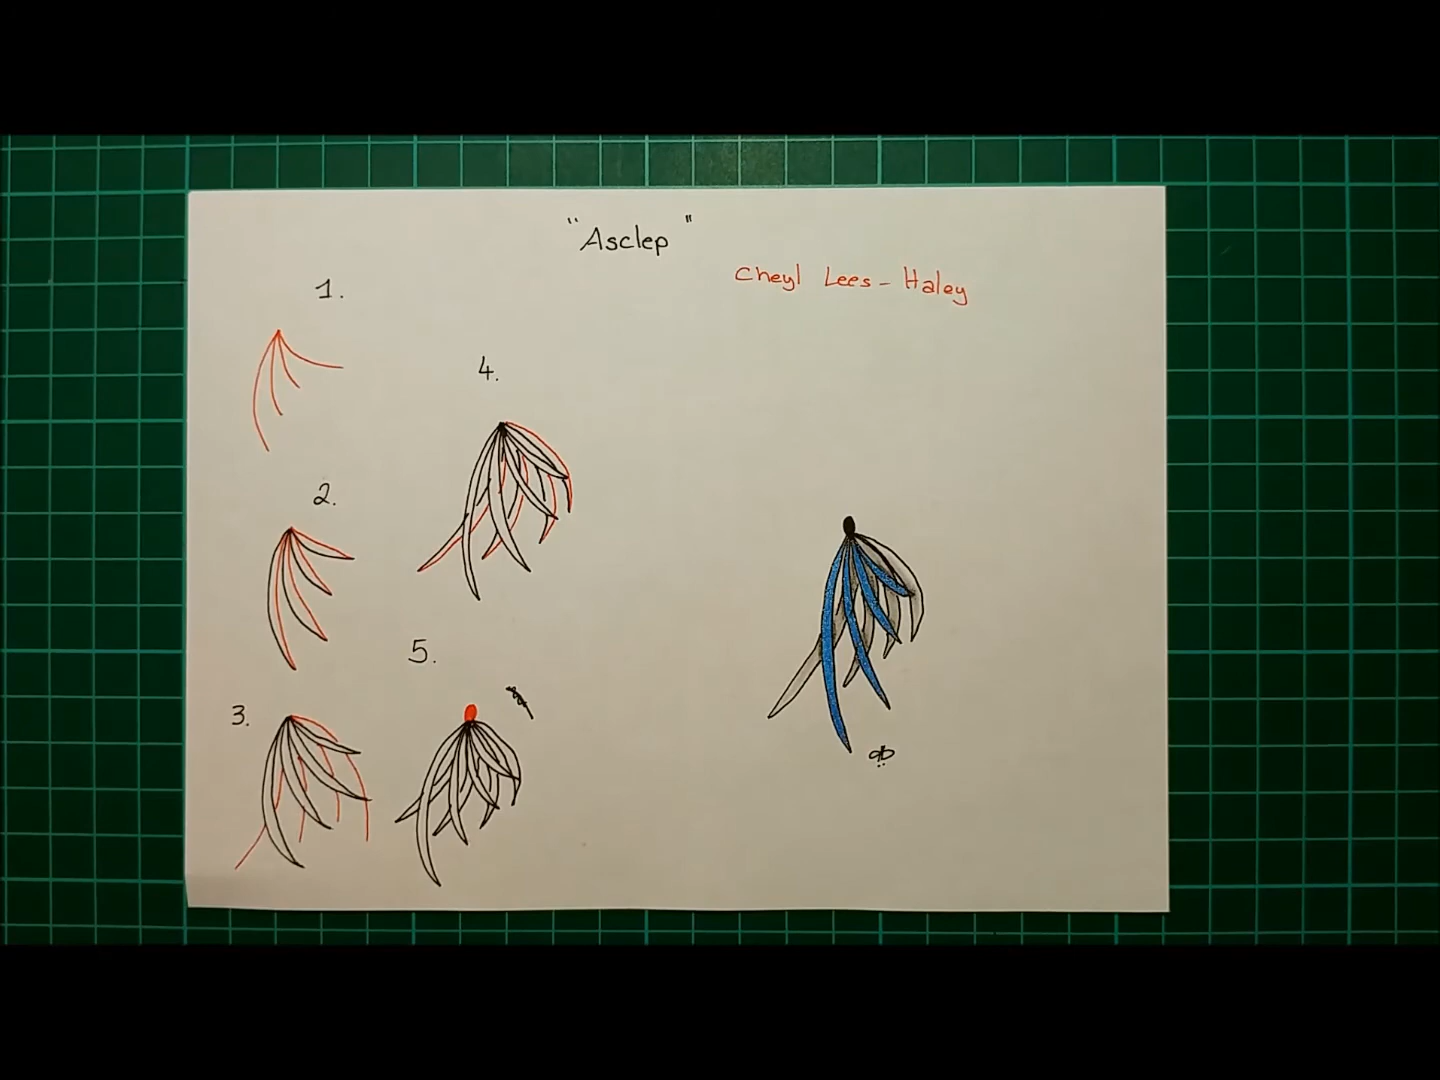 "Asclep"
Cheyl Lees - Haley
1.
4.
2.
5.
3.